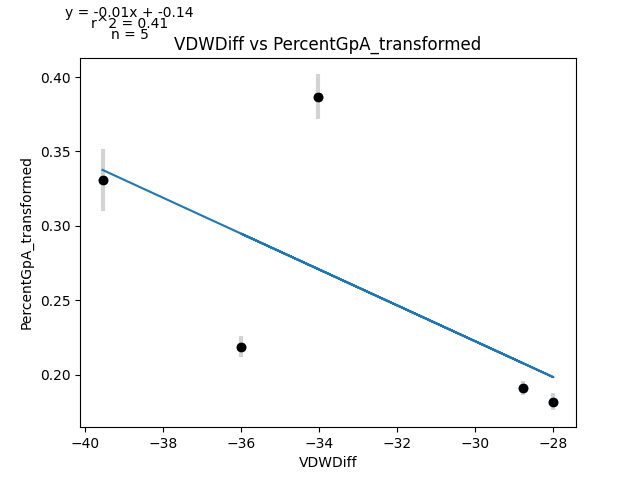 y = -0.01x + -0.14
r^2 = 0.41
n = 5
VDWDiff vs PercentGpA_transformed
0.40
0.35
0.30
0.25
0.20
PercentGpA_transformed
−40 −38 −36 −34 −32 −30 −28
VDWDiff